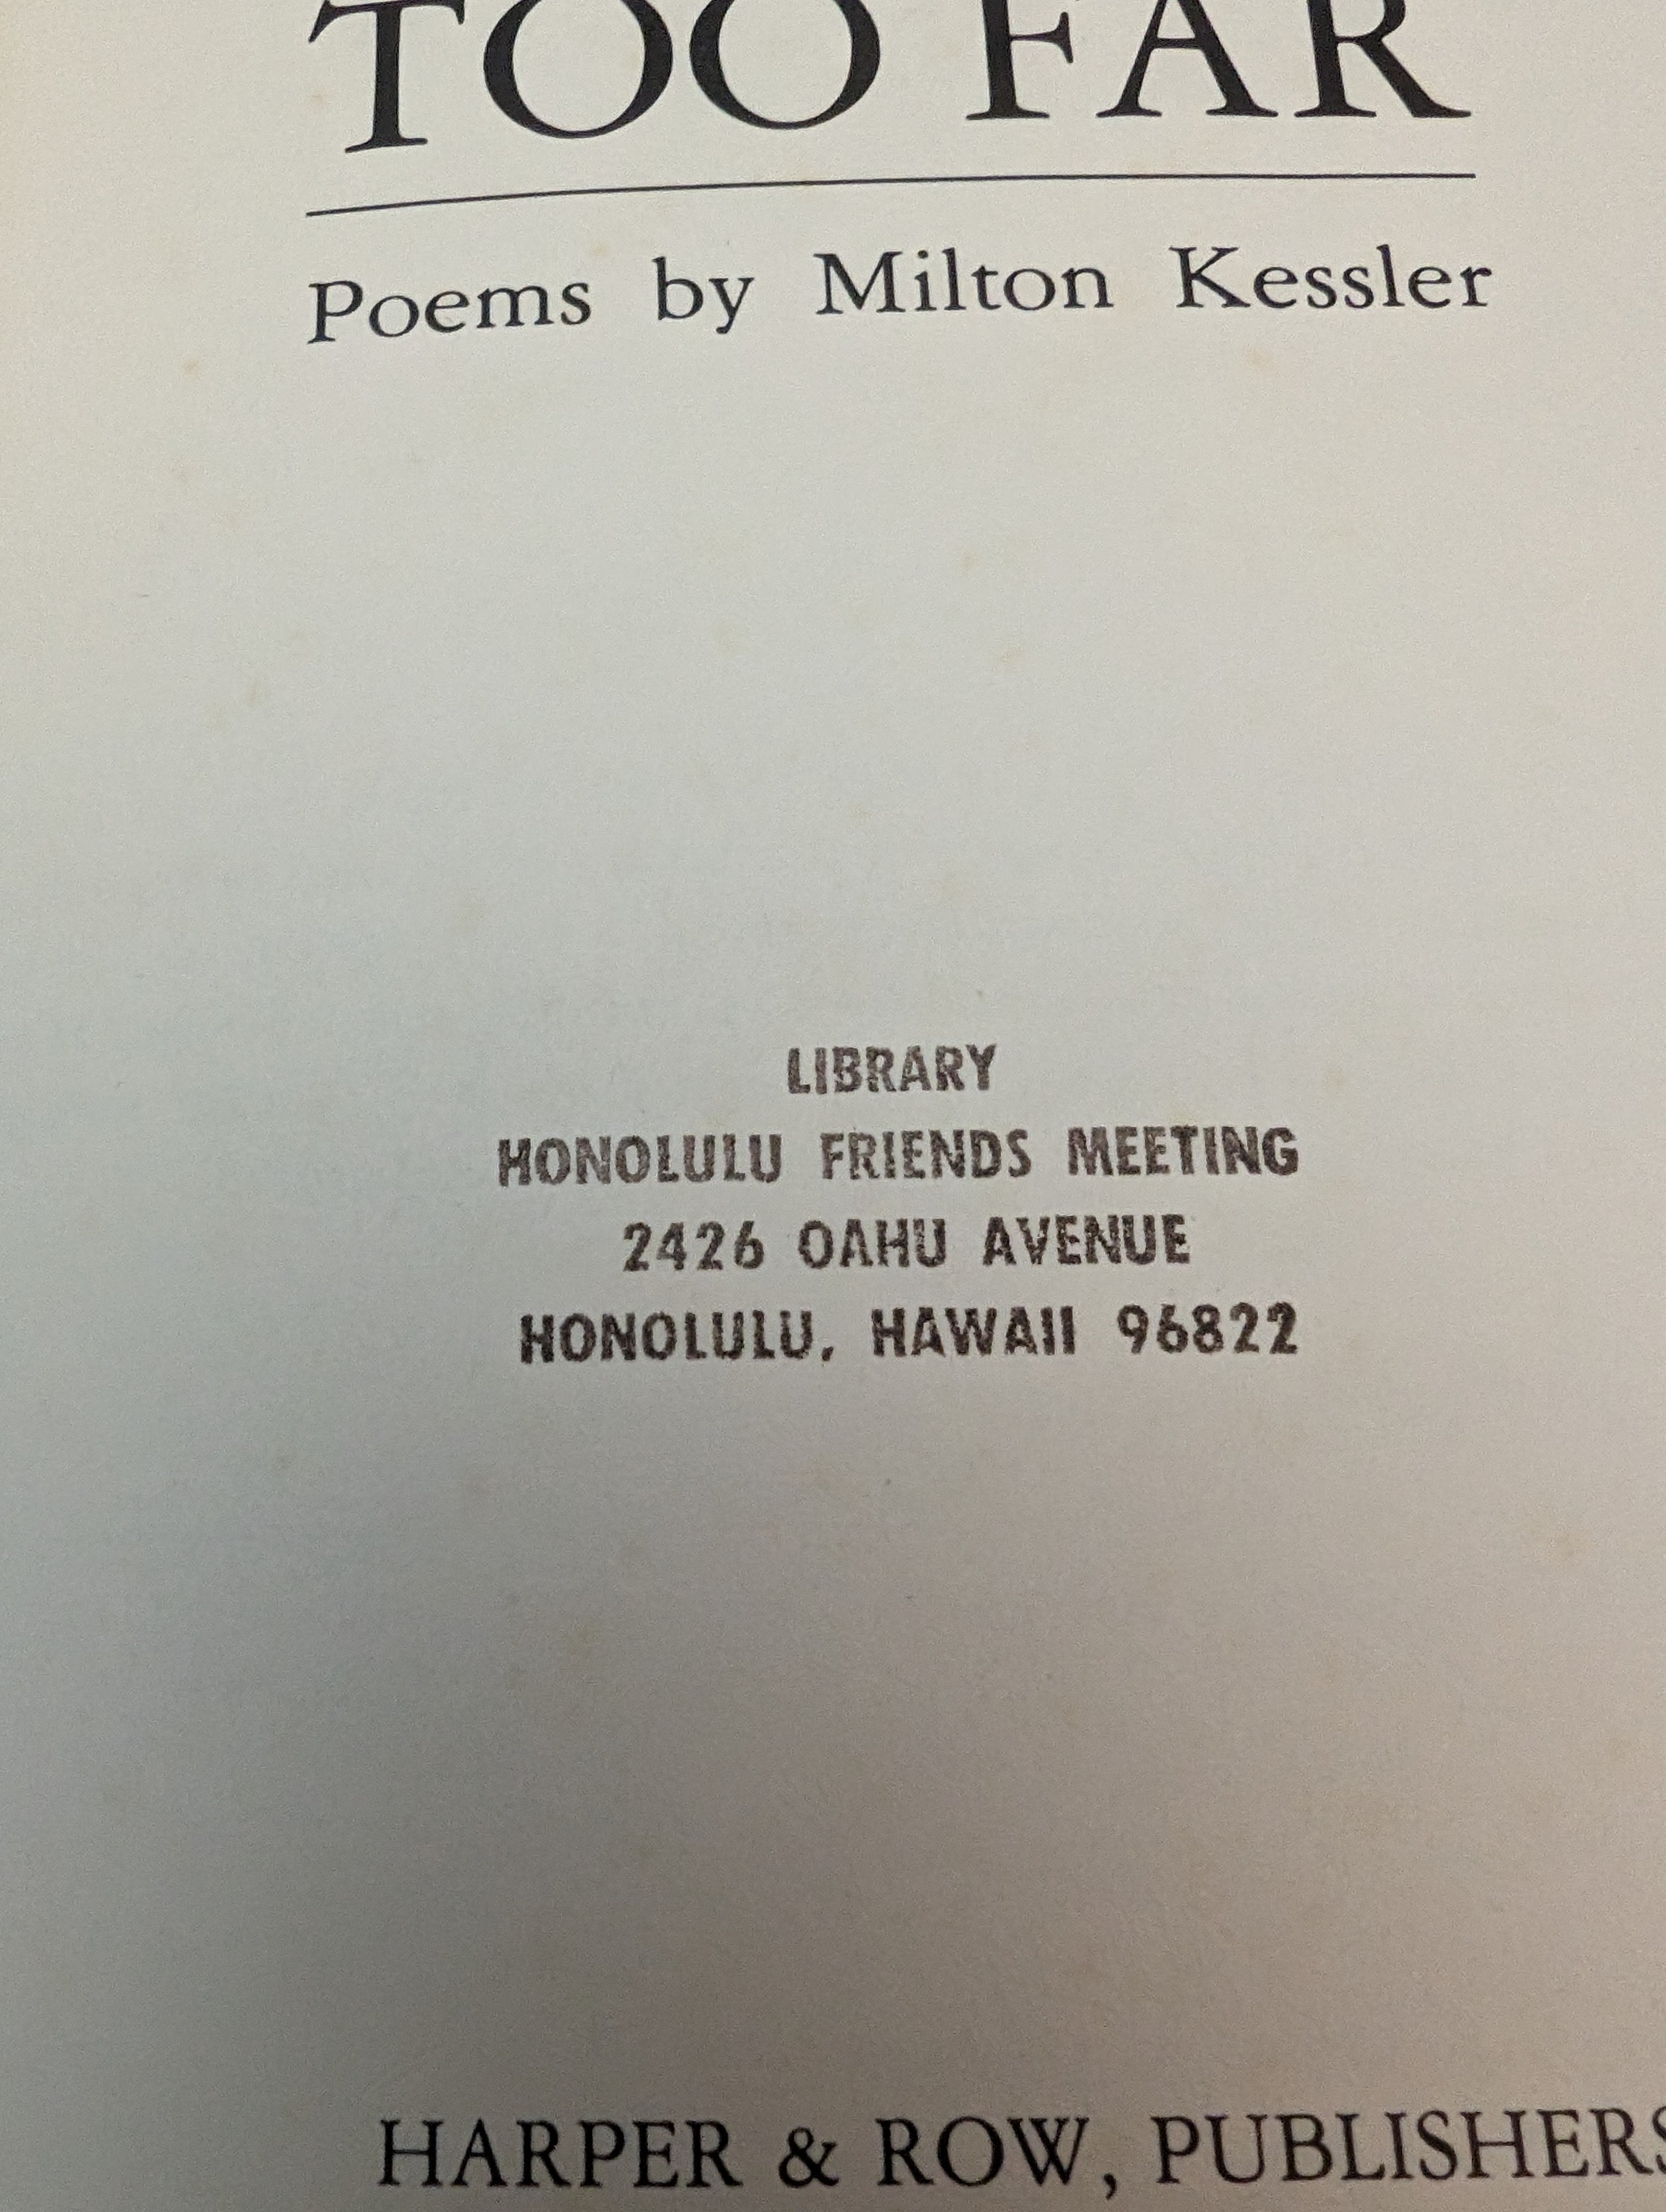 TOO FAR
Poems by Milton Kessler
LIBRARY
HONOLULU FRIENDS MEETING
2426 OAHU AVENUE
HONOLULU, HAWAII 96822
HARPER & ROW, PUBLISHERS